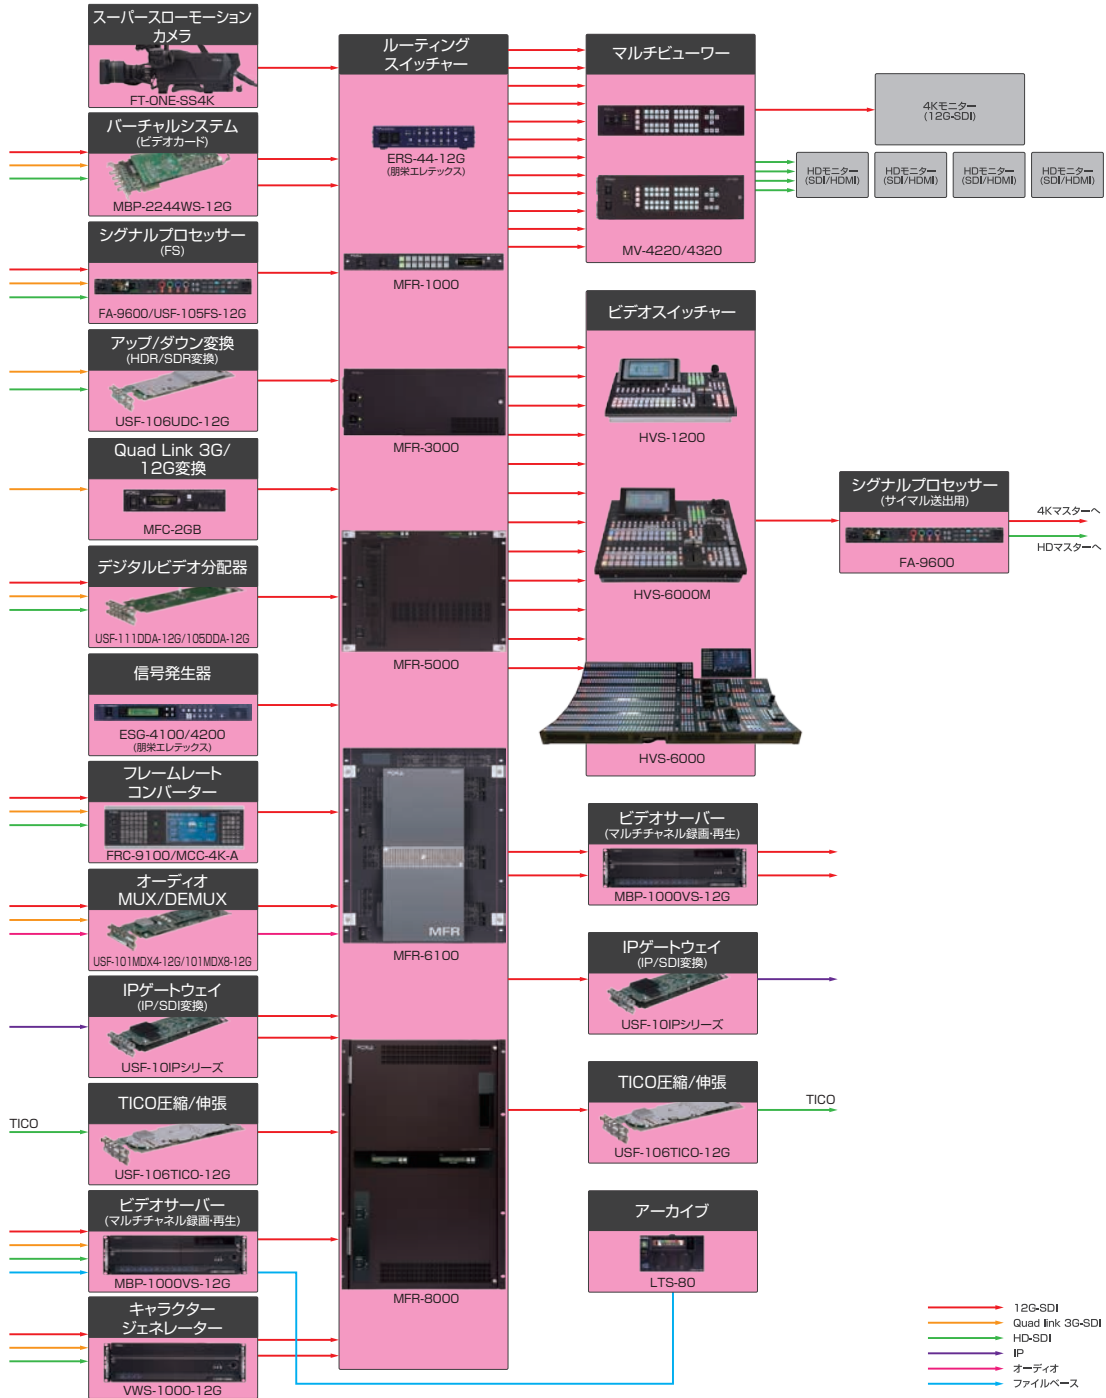 スーパースローモーション
カメラ
FT-ONE-SS4K
バーチャルシステム
(ビデオカード)
MBP-2244WS-12G
シグナルプロセッサー
(FS)
FA-9600/USF-105FS-12G
アップ/ダウン変換
(HDR/SDR変換)
USF-106UDC-12G
Quad Link 3G/
12G変換
MFC-2GB
デジタルビデオ分配器
USF-111DDA-12G/105DDA-12G
信号発生器
ESG-4100/4200
(朋栄エレテックス)
フレームレート
コンバーター
FRC-9100/MCC-4K-A
オーディオ
MUX/DEMUX
USF-101MDX4-12G/101MDX8-12G
IPゲートウェイ
(IP/SDI変換)
USF-10IPシリーズ
TICO
TICO圧縮/伸張
USF-106TICO-12G
ビデオサーバー
(マルチチャネル録画・再生)
MBP-1000VS-12G
キャラクター
ジェネレーター
VWS-1000-12G
ルーティング
スイッチャー
ERS-44-12G
(朋栄エレテックス)
MFR-1000
MFR-3000
MFR-5000
MFR
MFR-6100
MFR-8000
マルチビューワー
MV-4220/4320
4Kモニター
(12G-SDI)
HDモニター
(SDI/HDMI)
HDモニター
(SDI/HDMI)
HDモニター
(SDI/HDMI)
HDモニター
(SDI/HDMI)
ビデオスイッチャー
HVS-1200
HVS-6000M
HVS-6000
シグナルプロセッサー
(サイマル送出用)
FA-9600
4Kマスターへ
HDマスターへ
ビデオサーバー
(マルチチャネル録画・再生)
MBP-1000VS-12G
IPゲートウェイ
(IP/SDI変換)
USF-10IPシリーズ
TICO圧縮/伸張
USF-106TICO-12G
TICO
アーカイブ
LTS-80
12G-SDI
Quad link 3G-SDI
HD-SDI
IP
オーディオ
ファイルベース